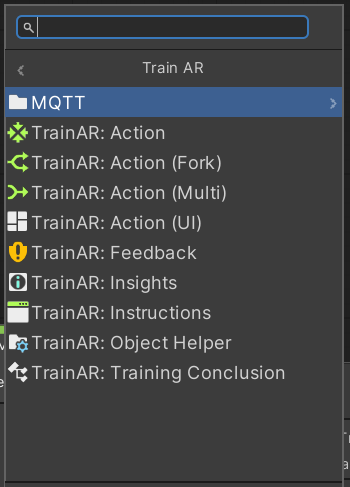 Train AR
MQTT
TrainAR: Action
TrainAR: Action (Fork)
TrainAR: Action (Multi)
TrainAR: Action (UI)
TrainAR: Feedback
TrainAR: Insights
TrainAR: Instructions
TrainAR: Object Helper
TrainAR: Training Conclusion